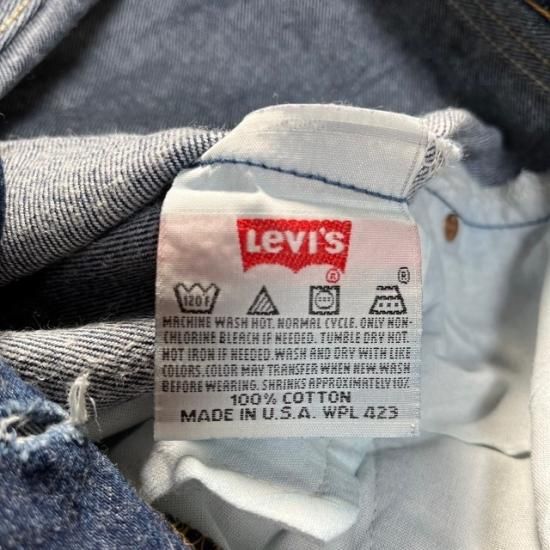 Levi's
®
®
120F
MACHINE WASH HOT. NORMAL CYCLE. ONLY NON-
CHLORINE BLEACH IF NEEDED. TUMBLE DRY HOT.
HOT IRON IF NEEDED. WASH AND DRY WITH LIKE
COLORS. COLOR MAY TRANSFER WHEN NEW. WASH
BEFORE WEARING. SHRINKS APPROXIMATELY 10%
100% COTTON
MADE IN U.S.A. WPL 423